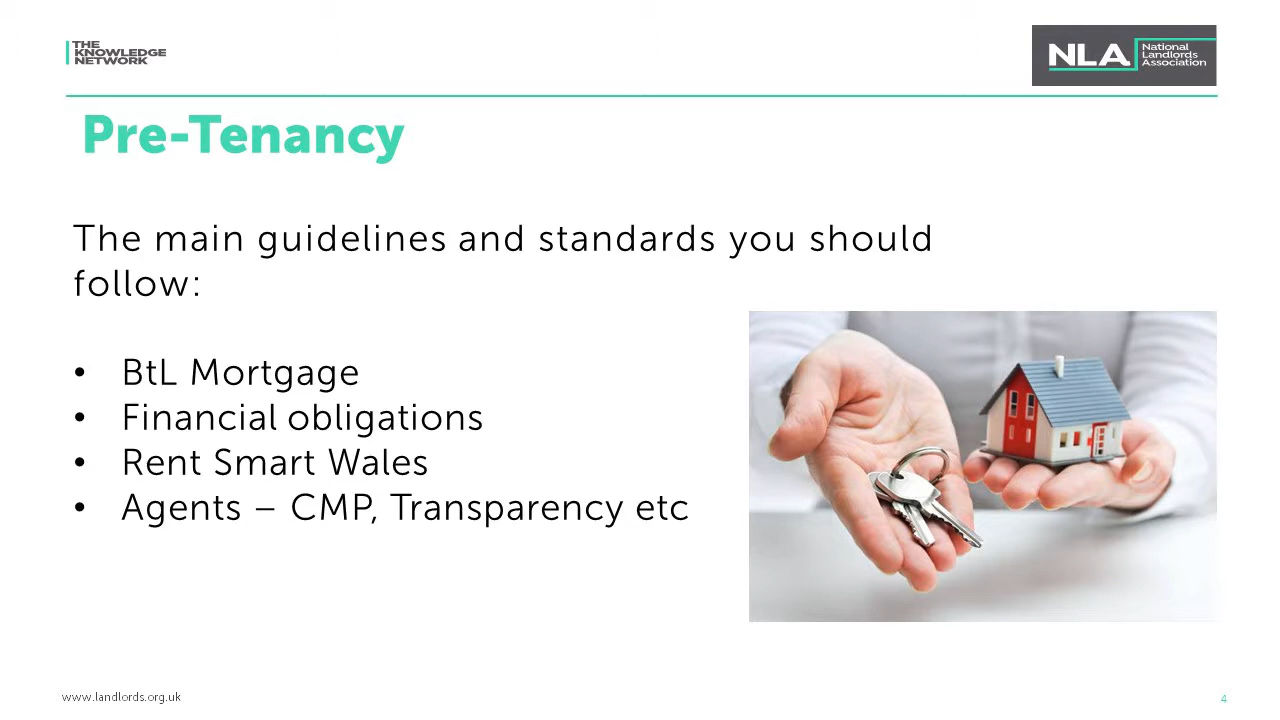 THE
KNOWLEDGE
NETWORK
NLA
National
Landlords
Association
Pre-Tenancy
The main guidelines and standards you should
follow:
• BtL Mortgage
• Financial obligations
• Rent Smart Wales
• Agents – CMP, Transparency etc
www.landlords.org.uk
4